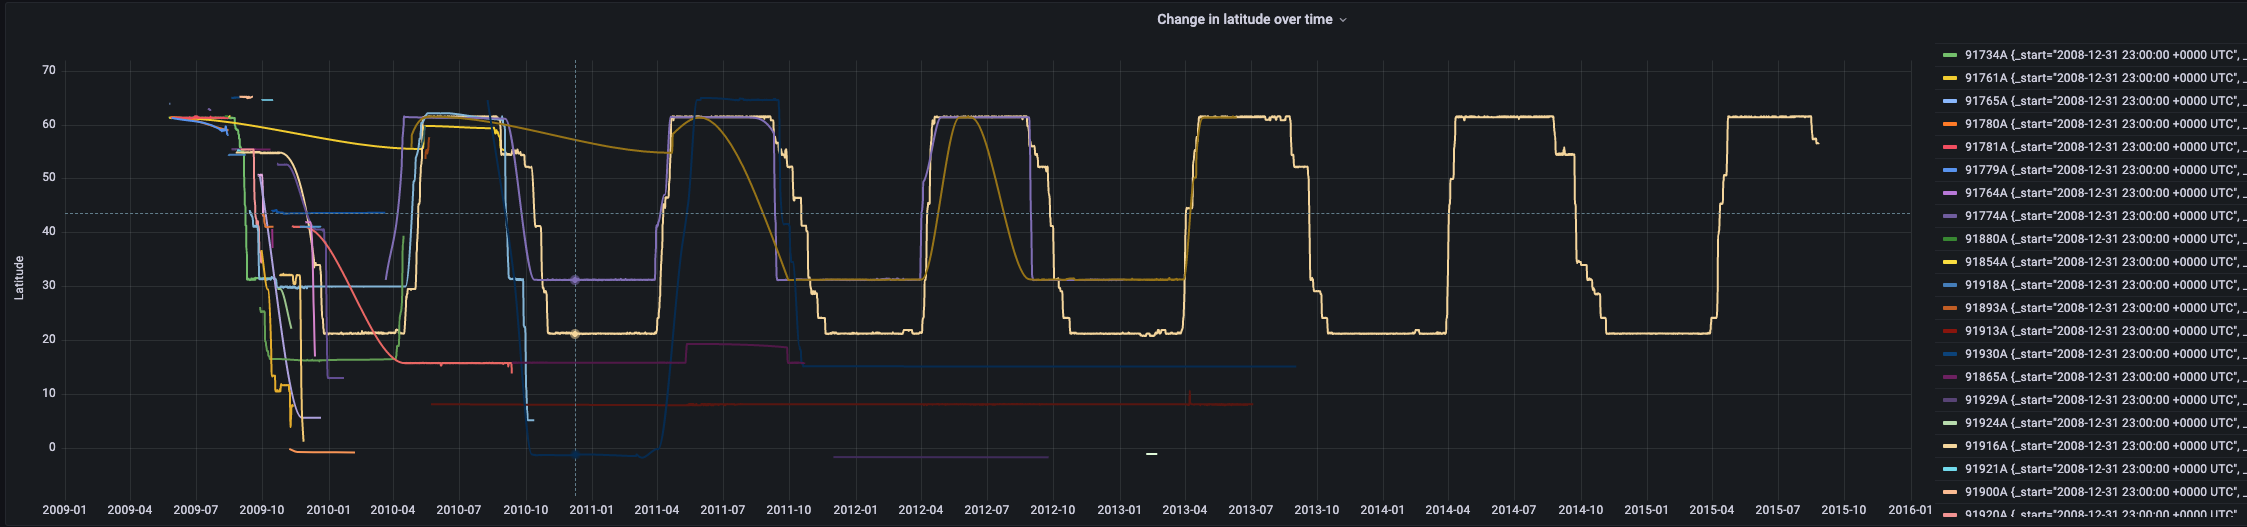 Change in latitude over time
Latitude
70
60
50
40
30
20
10
0
2009-01 2009-04 2009-07 2009-10 2010-01 2010-04 2010-07 2010-10 2011-01 2011-04 2011-07 2011-10 2012-01 2012-04 2012-07 2012-10 2013-01 2013-04 2013-07 2013-10 2014-01 2014-04 2014-07 2014-10 2015-01 2015-04 2015-07 2015-10 2016-01
91734A {_start="2008-12-31 23:00:00 +0000 UTC", _
91761A {_start="2008-12-31 23:00:00 +0000 UTC", _
91765A {_start="2008-12-31 23:00:00 +0000 UTC", _
91780A {_start="2008-12-31 23:00:00 +0000 UTC", _
91781A {_start="2008-12-31 23:00:00 +0000 UTC", _
91779A {_start="2008-12-31 23:00:00 +0000 UTC", _
91764A {_start="2008-12-31 23:00:00 +0000 UTC", _
91774A {_start="2008-12-31 23:00:00 +0000 UTC", _
91880A {_start="2008-12-31 23:00:00 +0000 UTC", _
91854A {_start="2008-12-31 23:00:00 +0000 UTC", _
91918A {_start="2008-12-31 23:00:00 +0000 UTC", _
91893A {_start="2008-12-31 23:00:00 +0000 UTC", _
91913A {_start="2008-12-31 23:00:00 +0000 UTC", _
91930A {_start="2008-12-31 23:00:00 +0000 UTC", _
91865A {_start="2008-12-31 23:00:00 +0000 UTC", _
91929A {_start="2008-12-31 23:00:00 +0000 UTC", _
91924A {_start="2008-12-31 23:00:00 +0000 UTC", _
91916A {_start="2008-12-31 23:00:00 +0000 UTC", _
91921A {_start="2008-12-31 23:00:00 +0000 UTC", _
91900A {_start="2008-12-31 23:00:00 +0000 UTC", _
91920A {_start="2008-12-31 23:00:00 +0000 UTC", _